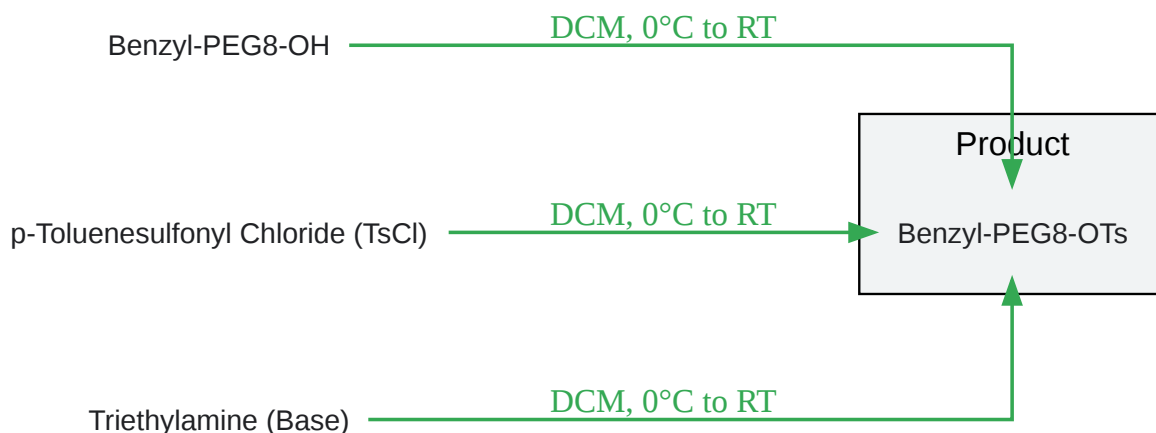 DCM, 0°C to RT
Benzyl-PEG8-OH
Product
DCM, 0°C to RT
p-Toluenesulfonyl Chloride (TsCl)
Benzyl-PEG8-OTs
DCM, 0°C to RT
Triethylamine (Base)